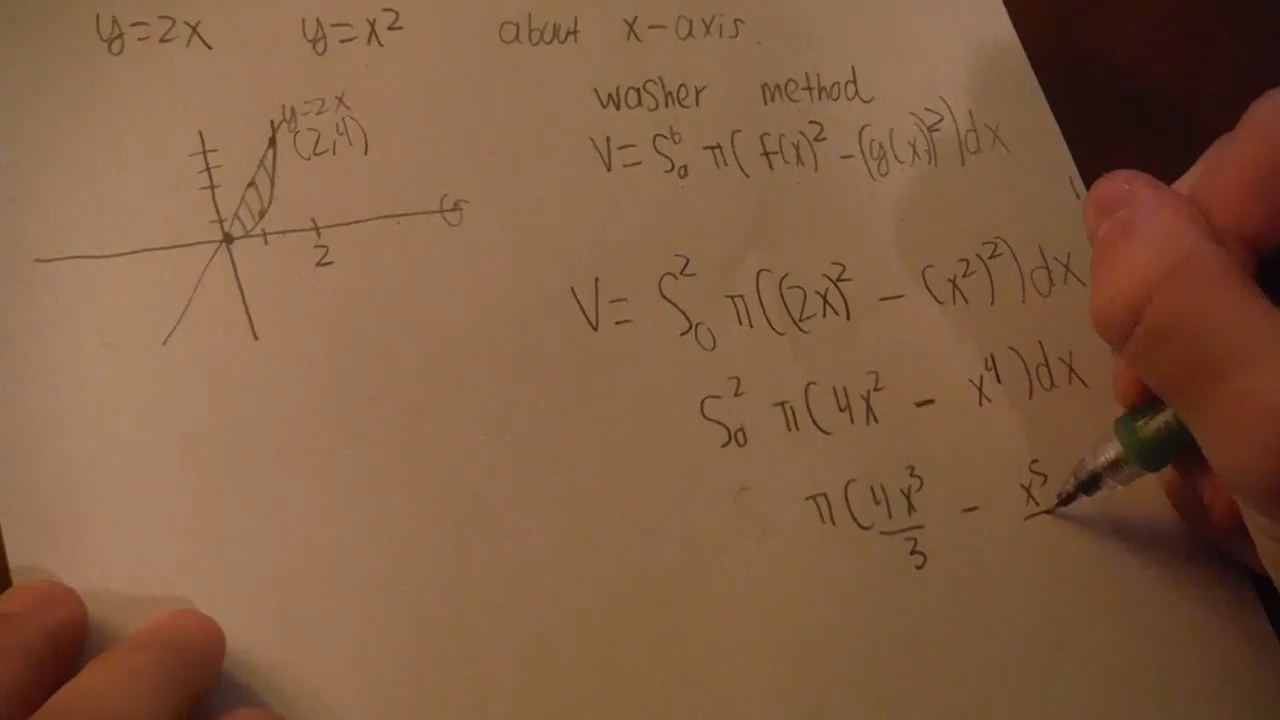 y=2x y=x² about x-axis.
y=2x
(2,4)
2
washer method
V=∫ₐᵇ π(f(x)² -(g(x))²)dx
V= ∫₀² π((2x)² - (x²)²)dx
∫₀² π(4x² - x⁴)dx
π(4x³/3 - x⁵/